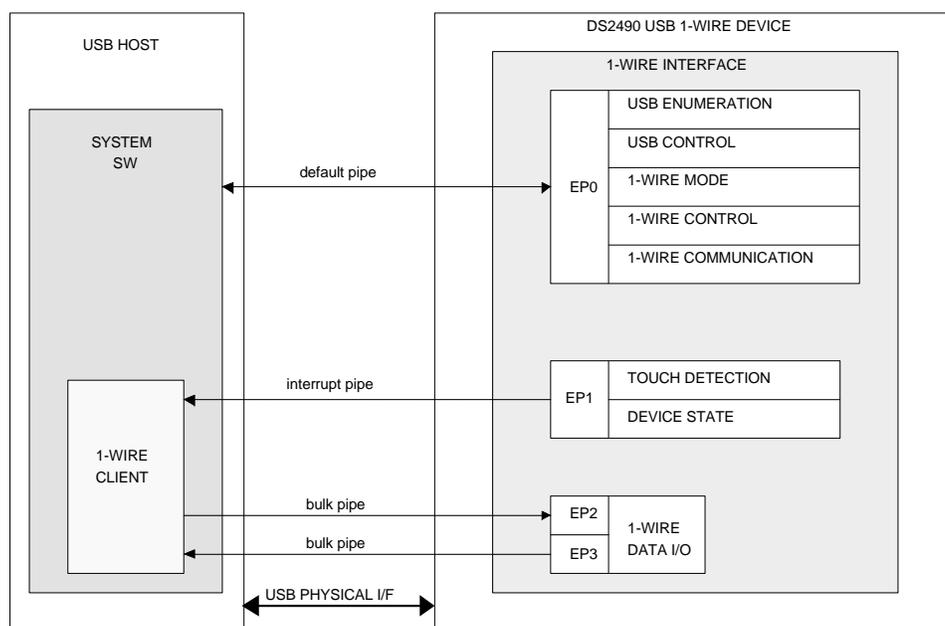 USB HOST
DS2490 USB 1-WIRE DEVICE
1-WIRE INTERFACE
SYSTEM
SW
default pipe
EP0
USB ENUMERATION
USB CONTROL
1-WIRE MODE
1-WIRE CONTROL
1-WIRE COMMUNICATION
interrupt pipe
EP1
TOUCH DETECTION
DEVICE STATE
1-WIRE
CLIENT
bulk pipe
EP2
bulk pipe
EP3
1-WIRE
DATA I/O
USB PHYSICAL I/F